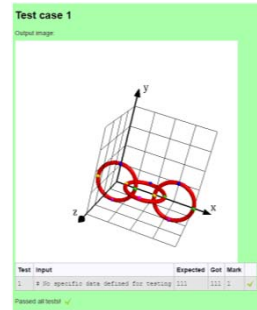 Test case 1
Output image:
y
x
z
Test Input Expected Got Mark
1 # No specific data defined for testing 111 111 1
Passed all tests!